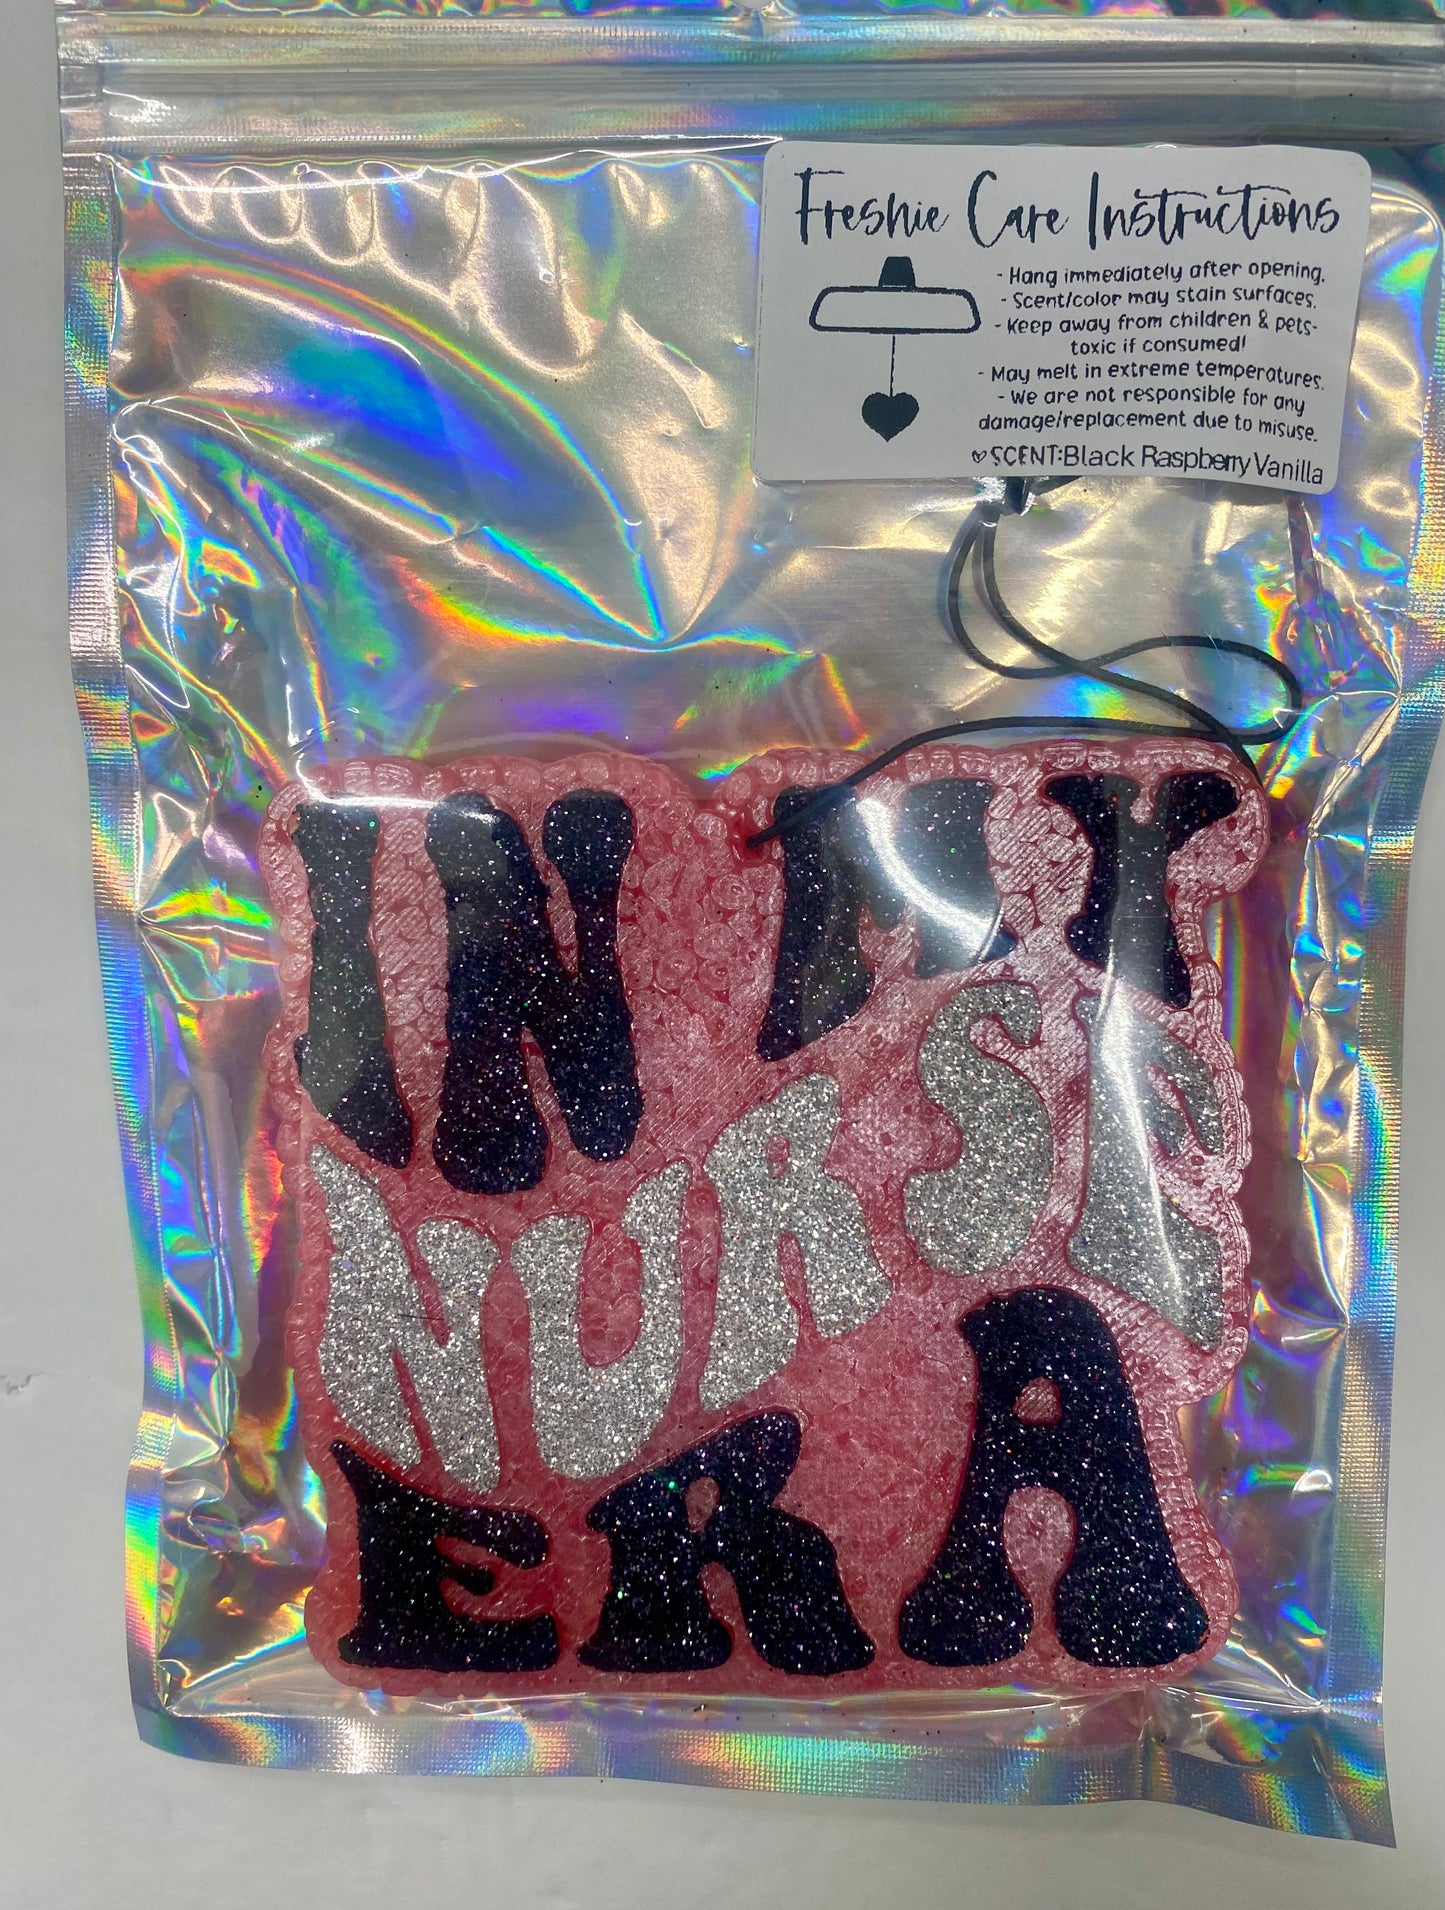 Freshie Care Instructions
- Hang immediately after opening.
- Scent/color may stain surfaces.
- Keep away from children & pets-
toxic if consumed!
- May melt in extreme temperatures.
- We are not responsible for any
damage/replacement due to misuse.
♡SCENT:Black Raspberry Vanilla
IN MY
NURSE
ERA